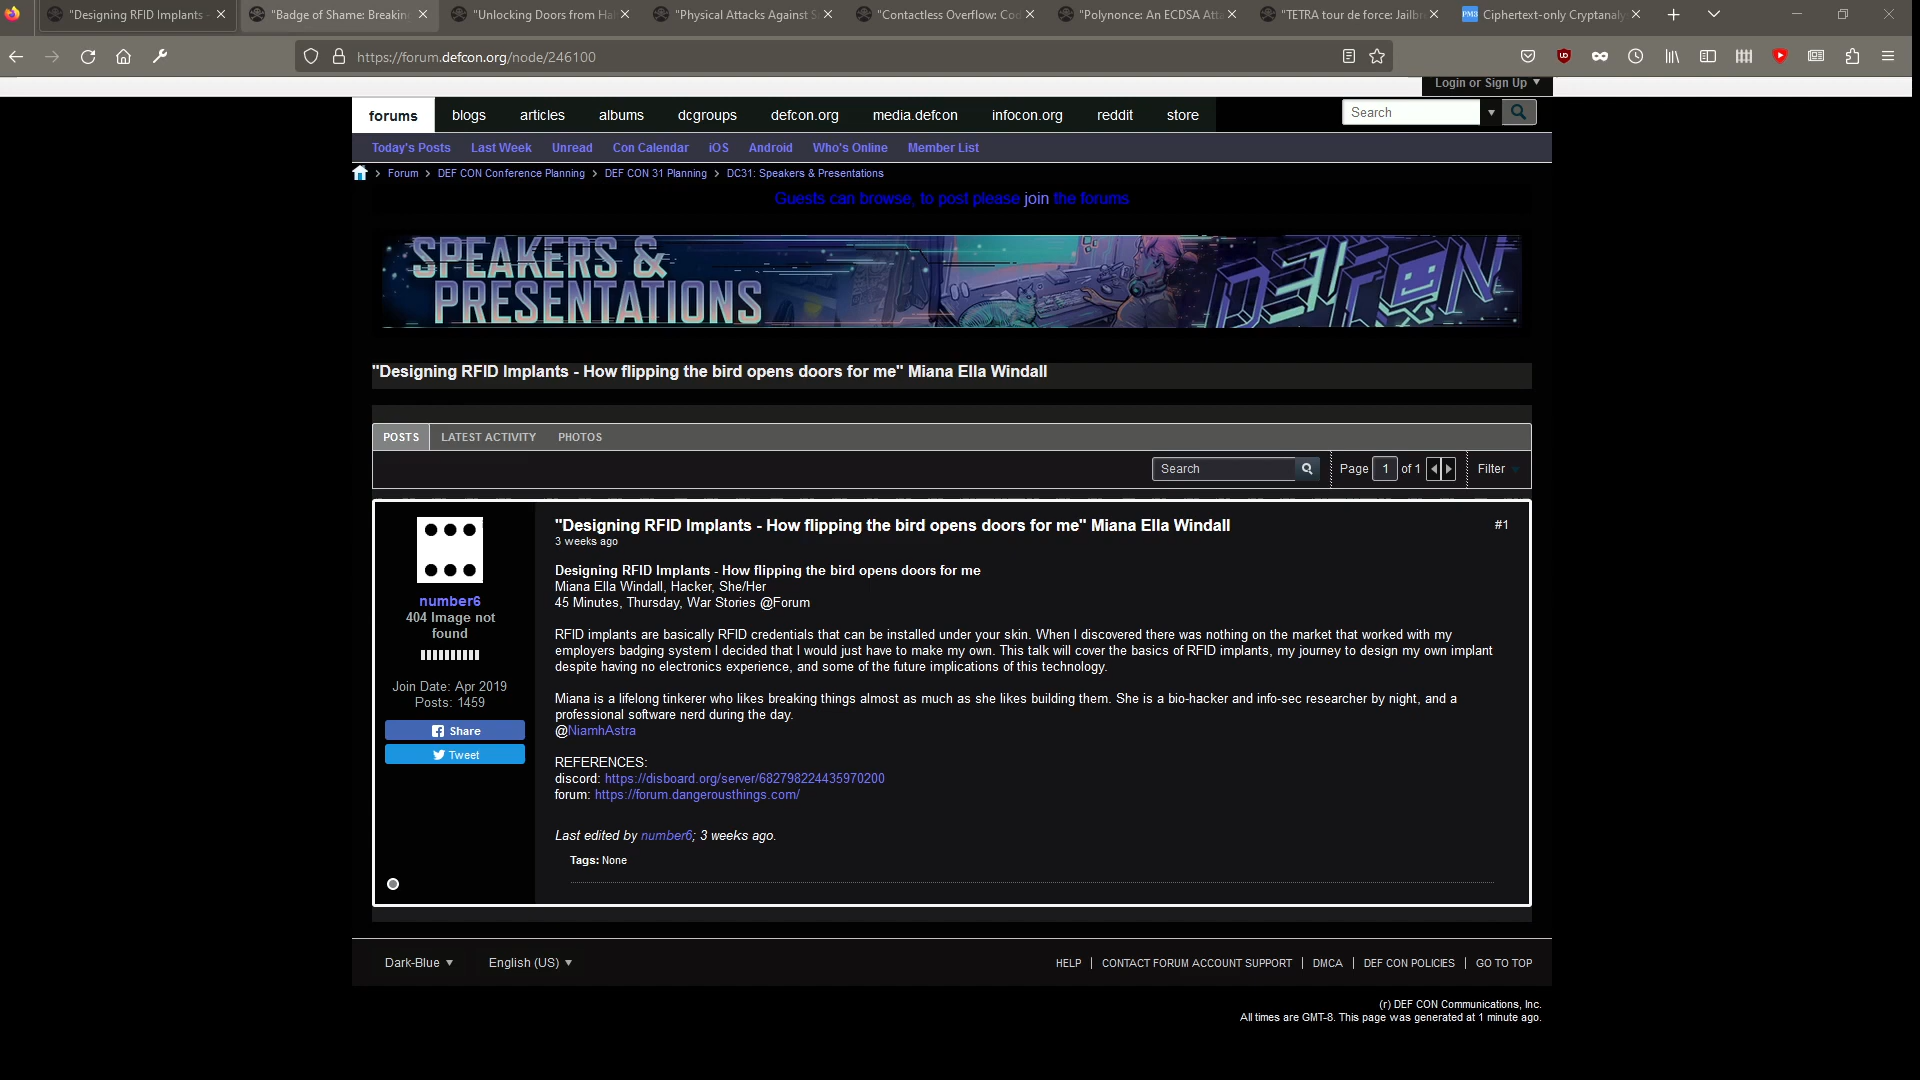 "Designing RFID Implants -
"Badge of Shame: Breakin
"Unlocking Doors from Ha
"Physical Attacks Against S
"Contactless Overflow: Co
"Polynonce: An ECDSA Atta
"TETRA tour de force: Jailbr
PM3 Ciphertext-only Cryptanaly
https://forum.defcon.org/node/246100
Login or Sign Up
forums blogs articles albums dcgroups defcon.org media.defcon infocon.org reddit store
Search
Today's Posts Last Week Unread Con Calendar iOS Android Who's Online Member List
Forum > DEF CON Conference Planning > DEF CON 31 Planning > DC31: Speakers & Presentations
Guests can browse, to post please join the forums
SPEAKERS &
PRESENTATIONS
DEFCON
"Designing RFID Implants - How flipping the bird opens doors for me" Miana Ella Windall
POSTS LATEST ACTIVITY PHOTOS
Search Page 1 of 1 Filter
number6
404 Image not
found
Join Date: Apr 2019
Posts: 1459
Share
Tweet
"Designing RFID Implants - How flipping the bird opens doors for me" Miana Ella Windall #1
3 weeks ago
Designing RFID Implants - How flipping the bird opens doors for me
Miana Ella Windall, Hacker, She/Her
45 Minutes, Thursday, War Stories @Forum
RFID implants are basically RFID credentials that can be installed under your skin. When I discovered there was nothing on the market that worked with my
employers badging system I decided that I would just have to make my own. This talk will cover the basics of RFID implants, my journey to design my own implant
despite having no electronics experience, and some of the future implications of this technology.
Miana is a lifelong tinkerer who likes breaking things almost as much as she likes building them. She is a bio-hacker and info-sec researcher by night, and a
professional software nerd during the day.
@NiamhAstra
REFERENCES:
discord: https://disboard.org/server/682798224435970200
forum: https://forum.dangerousthings.com/
Last edited by number6; 3 weeks ago.
Tags: None
Dark-Blue English (US) HELP | CONTACT FORUM ACCOUNT SUPPORT | DMCA | DEF CON POLICIES | GO TO TOP
(r) DEF CON Communications, Inc.
All times are GMT-8. This page was generated at 1 minute ago.